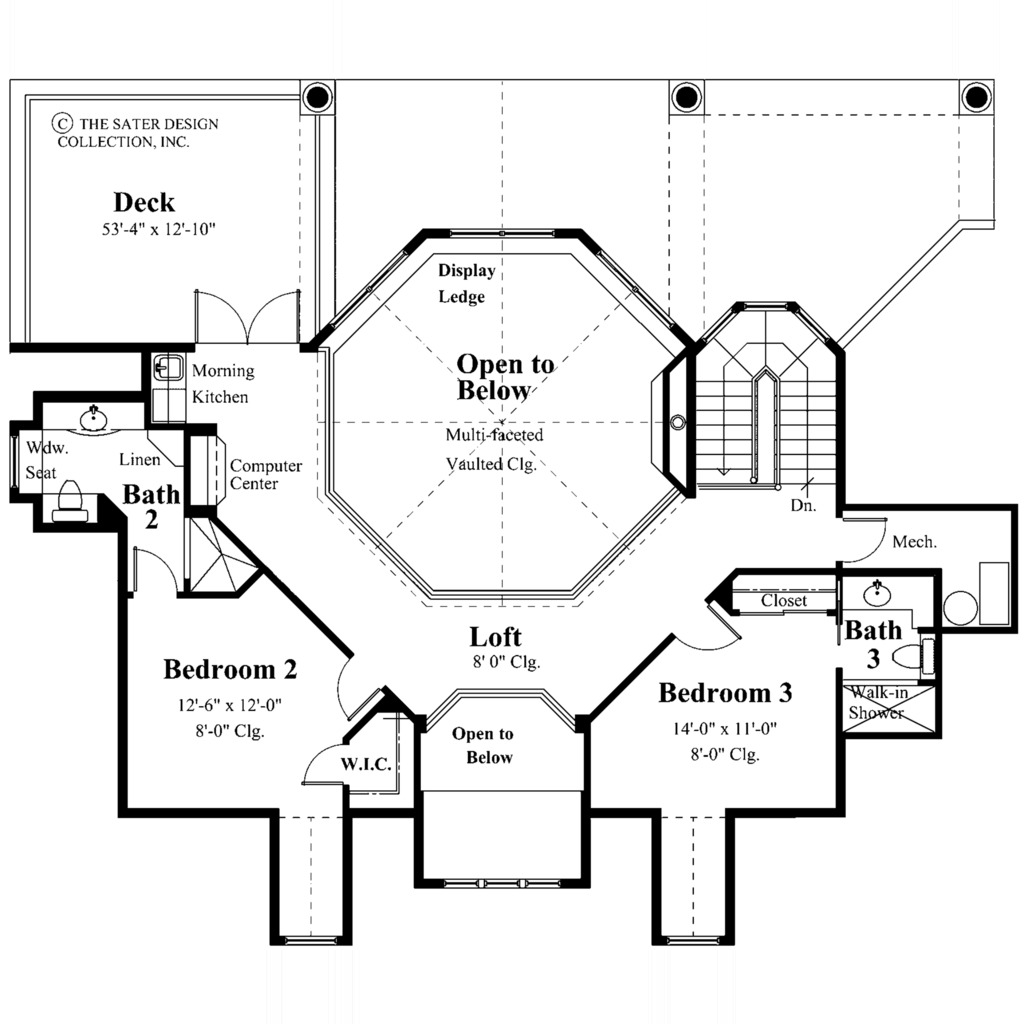 © THE SATER DESIGN
COLLECTION, INC.
Deck
53'-4" x 12'-10"
Display
Ledge
Open to
Below
Multi-faceted
Vaulted Clg.
Morning
Kitchen
Wdw.
Seat
Linen
Bath
2
Computer
Center
Dn.
Mech.
Closet
Bath
3
Walk-in
Shower
Loft
8' 0" Clg.
Bedroom 2
12'-6" x 12'-0"
8'-0" Clg.
Bedroom 3
14'-0" x 11'-0"
8'-0" Clg.
Open to
Below
W.I.C.